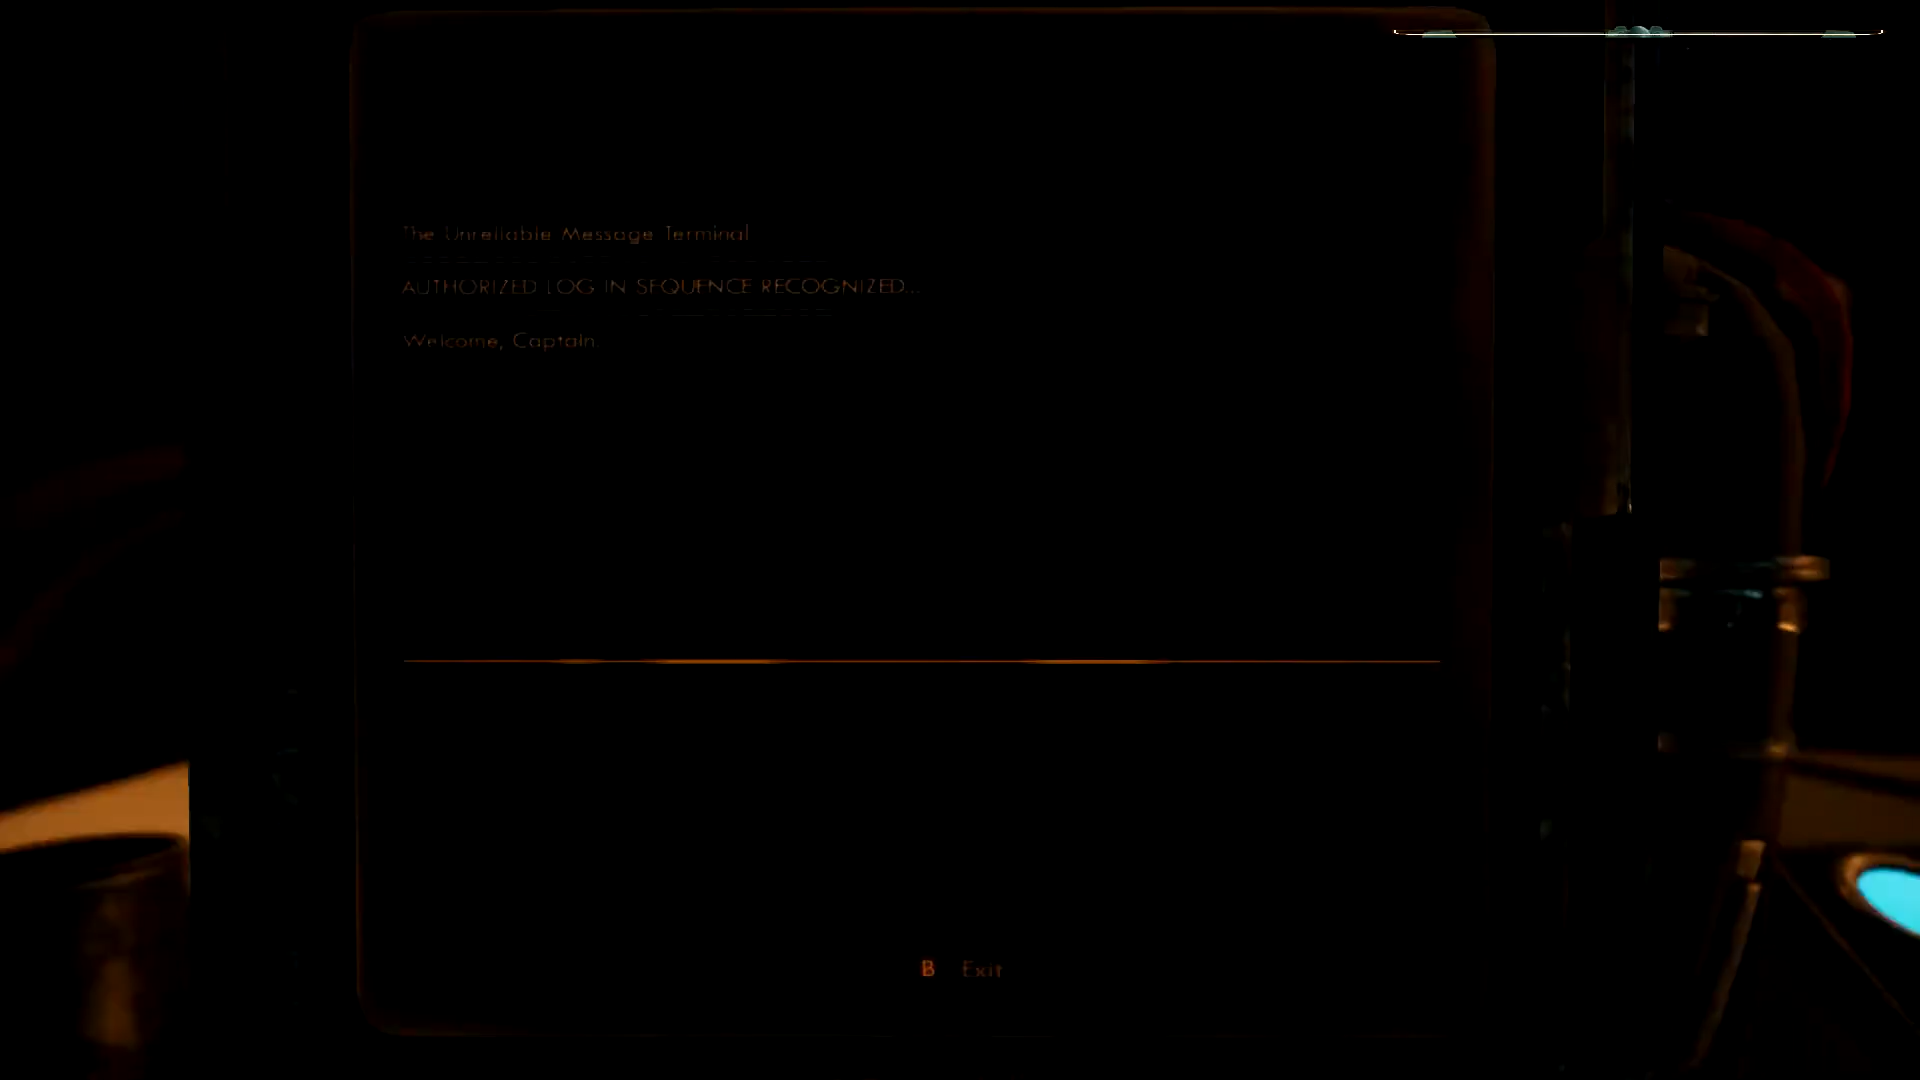 The Unreliable Message Terminal
AUTHORIZED LOG IN SEQUENCE RECOGNIZED...
Welcome, Captain.
B Exit